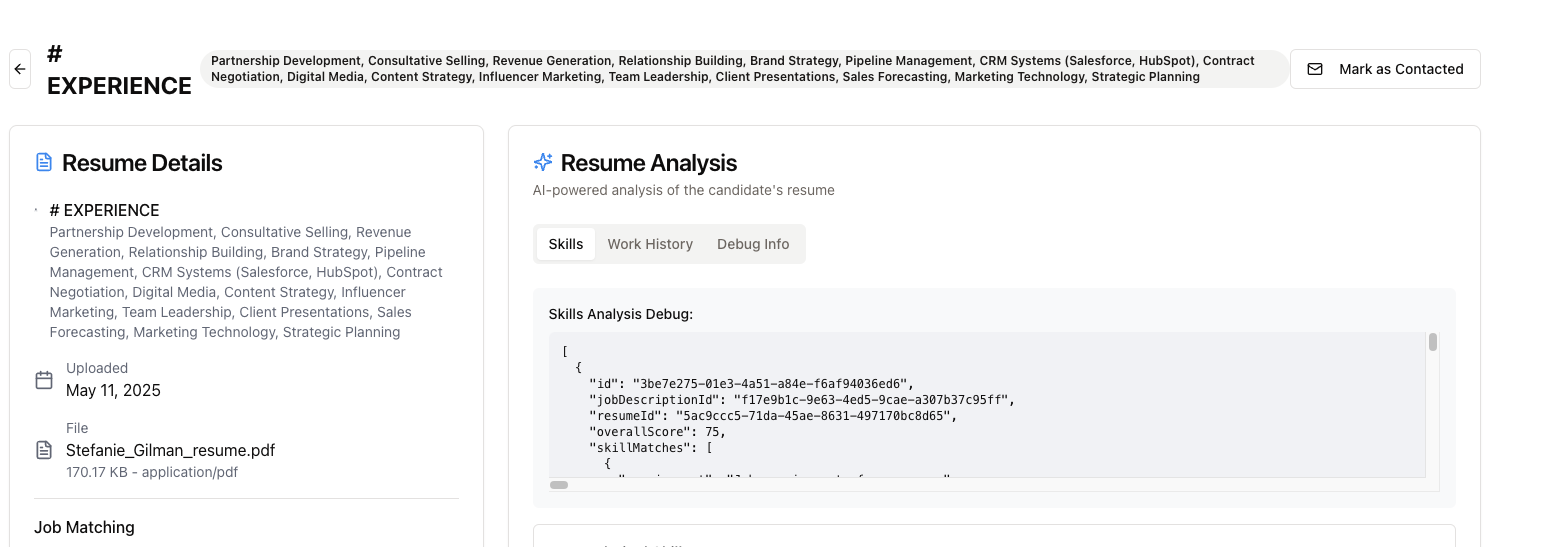 # EXPERIENCE
Partnership Development, Consultative Selling, Revenue Generation, Relationship Building, Brand Strategy, Pipeline Management, CRM Systems (Salesforce, HubSpot), Contract
Negotiation, Digital Media, Content Strategy, Influencer Marketing, Team Leadership, Client Presentations, Sales Forecasting, Marketing Technology, Strategic Planning
Mark as Contacted
Resume Details
# EXPERIENCE
Partnership Development, Consultative Selling, Revenue
Generation, Relationship Building, Brand Strategy, Pipeline
Management, CRM Systems (Salesforce, HubSpot), Contract
Negotiation, Digital Media, Content Strategy, Influencer
Marketing, Team Leadership, Client Presentations, Sales
Forecasting, Marketing Technology, Strategic Planning
Uploaded
May 11, 2025
File
Stefanie_Gilman_resume.pdf
170.17 KB - application/pdf
Job Matching
Resume Analysis
AI-powered analysis of the candidate's resume
Skills
Work History
Debug Info
Skills Analysis Debug:
[
{
"id": "3be7e275-01e3-4a51-a84e-f6af94036ed6",
"jobDescriptionId": "f17e9b1c-9e63-4ed5-9cae-a307b37c95ff",
"resumeId": "5ac9ccc5-71da-45ae-8631-497170bc8d65",
"overallScore": 75,
"skillMatches": [
{